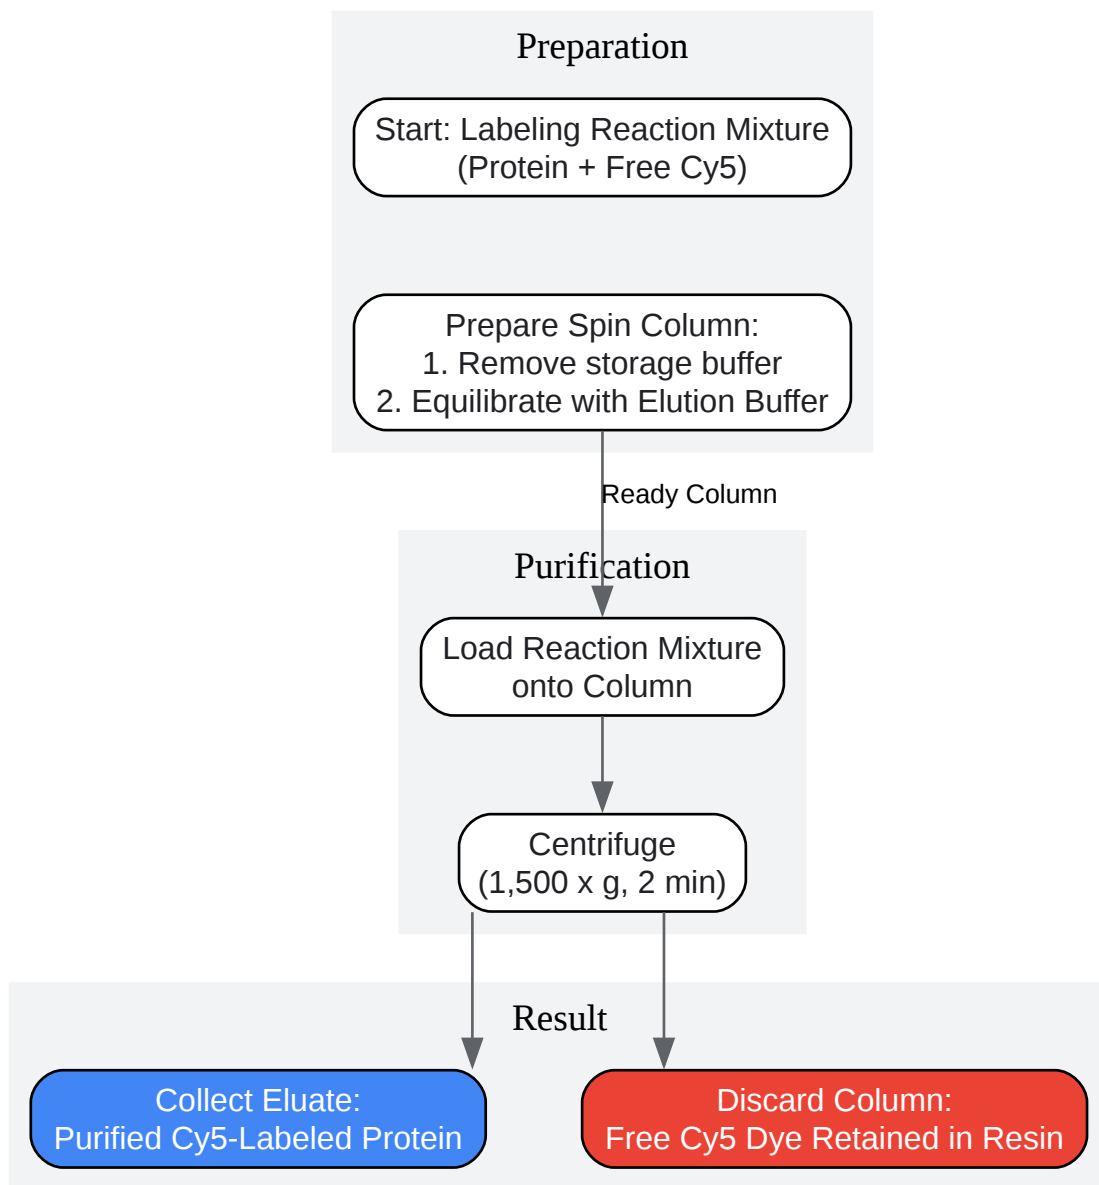 Preparation
Start: Labeling Reaction Mixture
(Protein + Free Cy5)
Prepare Spin Column:
1. Remove storage buffer
2. Equilibrate with Elution Buffer
Ready Column
Purification
Load Reaction Mixture
onto Column
Centrifuge
(1,500 x g, 2 min)
Result
Collect Eluate:
Purified Cy5-Labeled Protein
Discard Column:
Free Cy5 Dye Retained in Resin